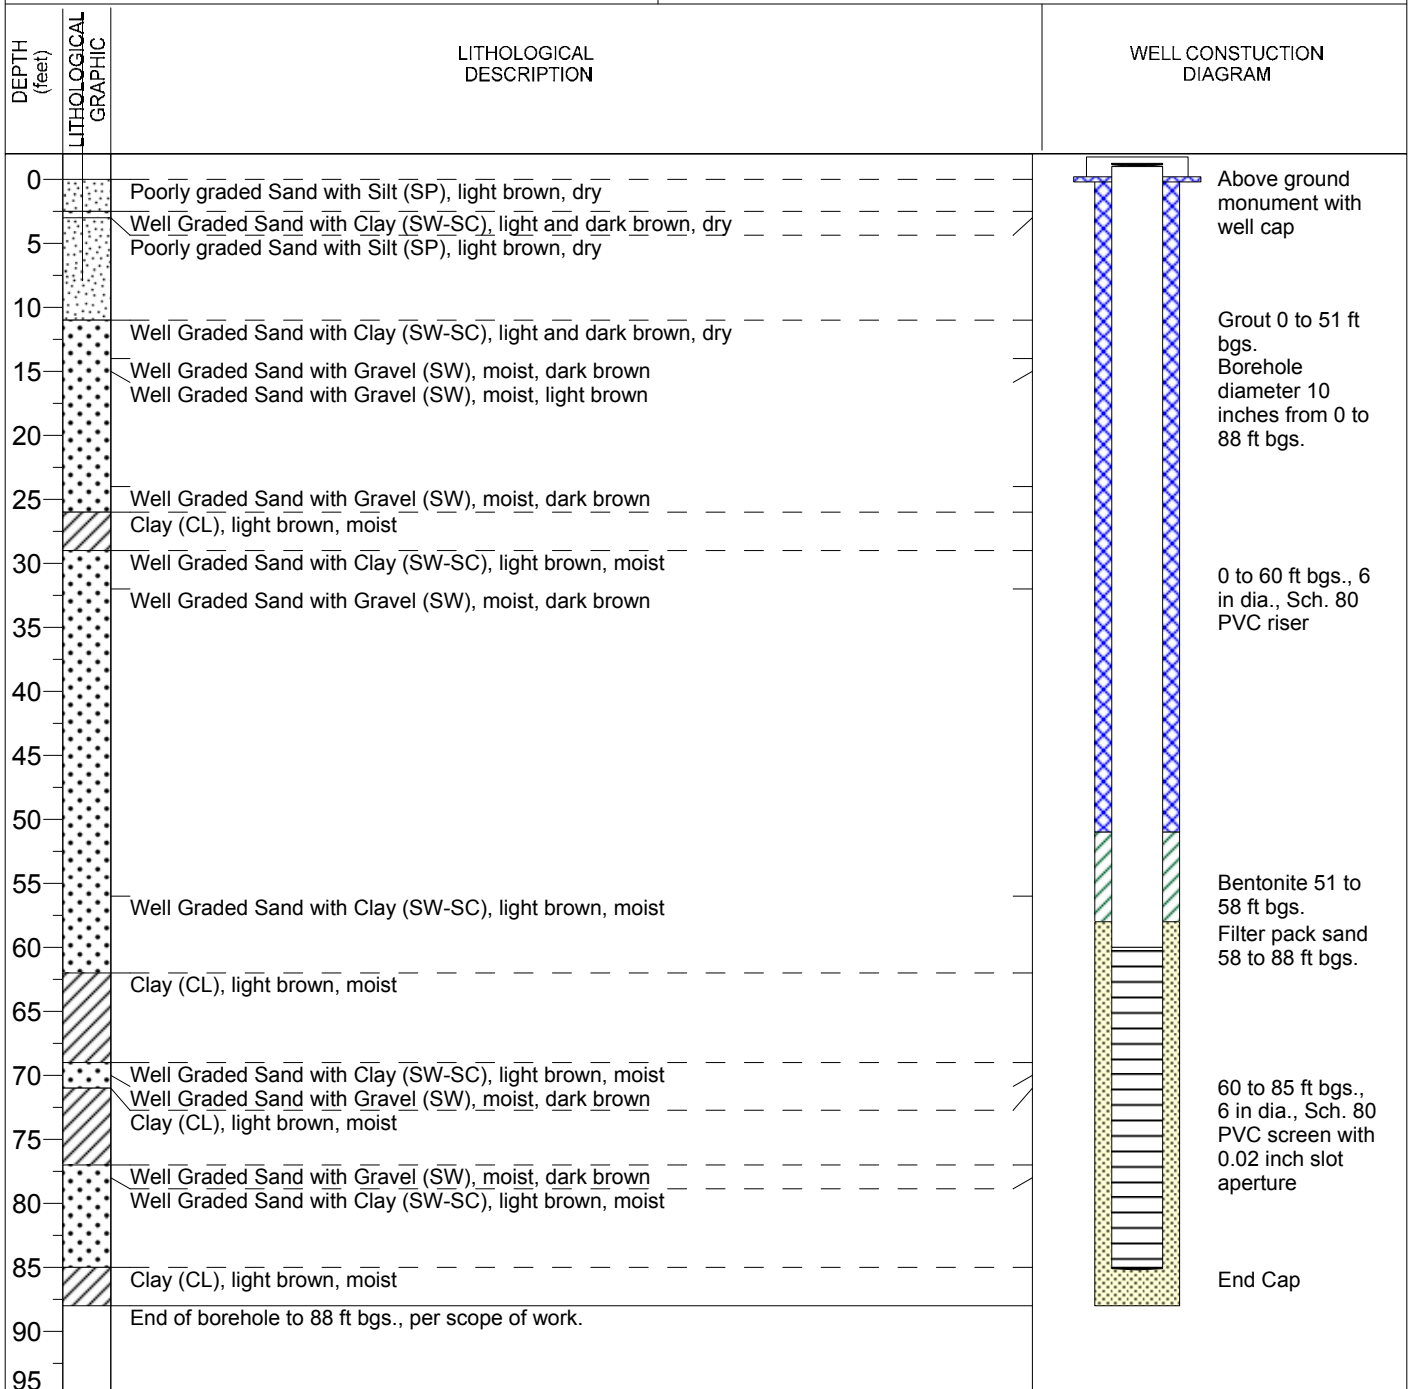 DEPTH
(feet)
LITHOLOGICAL
GRAPHIC
LITHOLOGICAL
DESCRIPTION
WELL CONSTUCTION
DIAGRAM
0
5
10
15
20
25
30
35
40
45
50
55
60
65
70
75
80
85
90
95
Poorly graded Sand with Silt (SP), light brown, dry
Well Graded Sand with Clay (SW-SC), light and dark brown, dry
Poorly graded Sand with Silt (SP), light brown, dry
Well Graded Sand with Clay (SW-SC), light and dark brown, dry
Well Graded Sand with Gravel (SW), moist, dark brown
Well Graded Sand with Gravel (SW), moist, light brown
Well Graded Sand with Gravel (SW), moist, dark brown
Clay (CL), light brown, moist
Well Graded Sand with Clay (SW-SC), light brown, moist
Well Graded Sand with Gravel (SW), moist, dark brown
Well Graded Sand with Clay (SW-SC), light brown, moist
Clay (CL), light brown, moist
Well Graded Sand with Clay (SW-SC), light brown, moist
Well Graded Sand with Gravel (SW), moist, dark brown
Clay (CL), light brown, moist
Well Graded Sand with Gravel (SW), moist, dark brown
Well Graded Sand with Clay (SW-SC), light brown, moist
Clay (CL), light brown, moist
End of borehole to 88 ft bgs., per scope of work.
Above ground
monument with
well cap
Grout 0 to 51 ft
bgs.
Borehole
diameter 10
inches from 0 to
88 ft bgs.
0 to 60 ft bgs., 6
in dia., Sch. 80
PVC riser
Bentonite 51 to
58 ft bgs.
Filter pack sand
58 to 88 ft bgs.
60 to 85 ft bgs.,
6 in dia., Sch. 80
PVC screen with
0.02 inch slot
aperture
End Cap